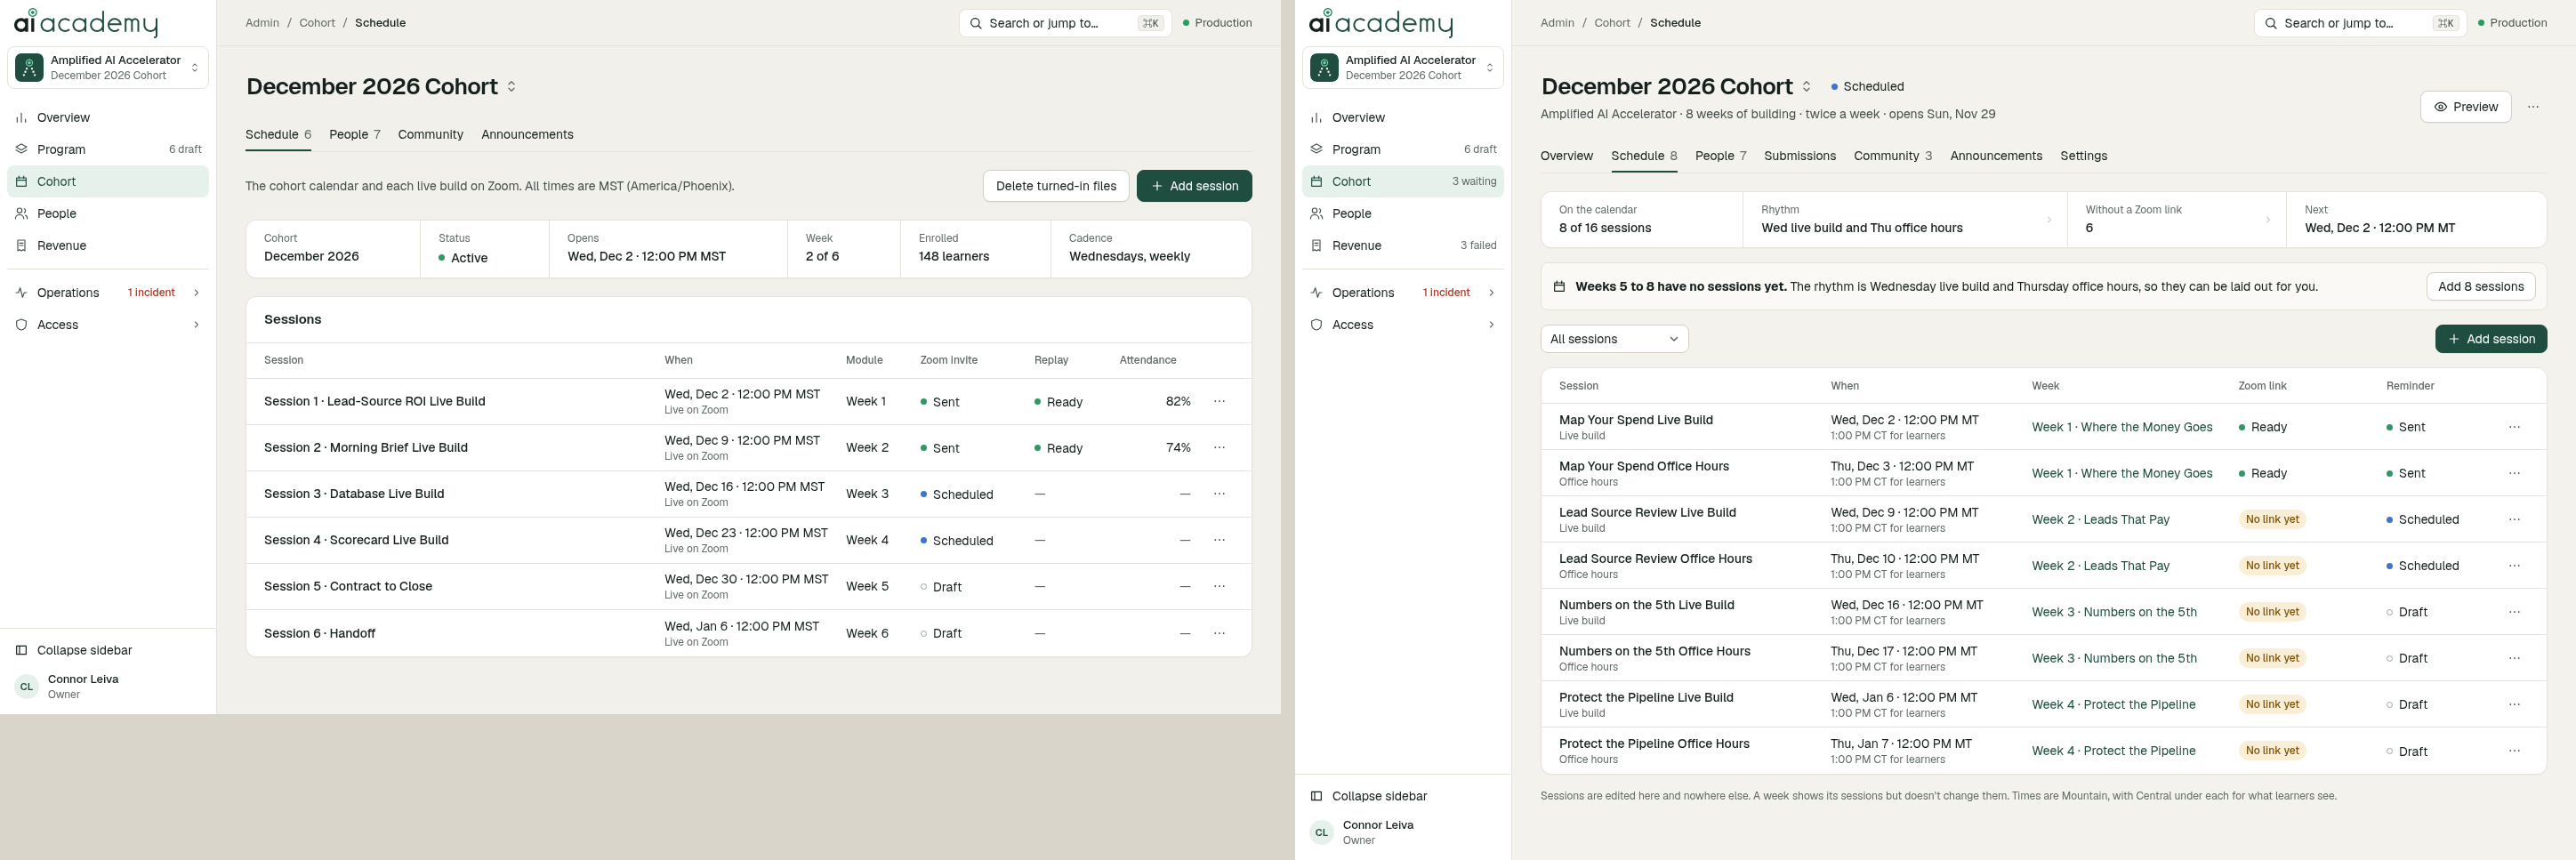 ai academy
Amplified AI Accelerator
December 2026 Cohort
Overview
Program 6 draft
Cohort
People
Revenue
Operations 1 incident
Access
Collapse sidebar
CL Connor Leiva
Owner
Admin / Cohort / Schedule
Search or jump to… ⌘K
Production
December 2026 Cohort
Schedule 6 People 7 Community Announcements
The cohort calendar and each live build on Zoom. All times are MST (America/Phoenix).
Delete turned-in files
+ Add session
Cohort Status Opens Week Enrolled Cadence
December 2026 Active Wed, Dec 2 · 12:00 PM MST 2 of 6 148 learners Wednesdays, weekly
Sessions
Session When Module Zoom invite Replay Attendance
Session 1 · Lead-Source ROI Live Build Wed, Dec 2 · 12:00 PM MST Week 1 Sent Ready 82% ···
Live on Zoom
Session 2 · Morning Brief Live Build Wed, Dec 9 · 12:00 PM MST Week 2 Sent Ready 74% ···
Live on Zoom
Session 3 · Database Live Build Wed, Dec 16 · 12:00 PM MST Week 3 Scheduled — — ···
Live on Zoom
Session 4 · Scorecard Live Build Wed, Dec 23 · 12:00 PM MST Week 4 Scheduled — — ···
Live on Zoom
Session 5 · Contract to Close Wed, Dec 30 · 12:00 PM MST Week 5 Draft — — ···
Live on Zoom
Session 6 · Handoff Wed, Jan 6 · 12:00 PM MST Week 6 Draft — — ···
Live on Zoom
ai academy
Amplified AI Accelerator
December 2026 Cohort
Overview
Program 6 draft
Cohort 3 waiting
People
Revenue 3 failed
Operations 1 incident
Access
Collapse sidebar
CL Connor Leiva
Owner
Admin / Cohort / Schedule
Search or jump to… ⌘K
Production
December 2026 Cohort Scheduled
Amplified AI Accelerator · 8 weeks of building · twice a week · opens Sun, Nov 29
Preview ···
Overview Schedule 8 People 7 Submissions Community 3 Announcements Settings
On the calendar Rhythm Without a Zoom link Next
8 of 16 sessions Wed live build and Thu office hours 6 Wed, Dec 2 · 12:00 PM MT
Weeks 5 to 8 have no sessions yet. The rhythm is Wednesday live build and Thursday office hours, so they can be laid out for you.
Add 8 sessions
All sessions
+ Add session
Session When Week Zoom link Reminder
Map Your Spend Live Build Wed, Dec 2 · 12:00 PM MT Week 1 · Where the Money Goes Ready Sent ···
Live build 1:00 PM CT for learners
Map Your Spend Office Hours Thu, Dec 3 · 12:00 PM MT Week 1 · Where the Money Goes Ready Sent ···
Office hours 1:00 PM CT for learners
Lead Source Review Live Build Wed, Dec 9 · 12:00 PM MT Week 2 · Leads That Pay No link yet Scheduled ···
Live build 1:00 PM CT for learners
Lead Source Review Office Hours Thu, Dec 10 · 12:00 PM MT Week 2 · Leads That Pay No link yet Scheduled ···
Office hours 1:00 PM CT for learners
Numbers on the 5th Live Build Wed, Dec 16 · 12:00 PM MT Week 3 · Numbers on the 5th No link yet Draft ···
Live build 1:00 PM CT for learners
Numbers on the 5th Office Hours Thu, Dec 17 · 12:00 PM MT Week 3 · Numbers on the 5th No link yet Draft ···
Office hours 1:00 PM CT for learners
Protect the Pipeline Live Build Wed, Jan 6 · 12:00 PM MT Week 4 · Protect the Pipeline No link yet Draft ···
Live build 1:00 PM CT for learners
Protect the Pipeline Office Hours Thu, Jan 7 · 12:00 PM MT Week 4 · Protect the Pipeline No link yet Draft ···
Office hours 1:00 PM CT for learners
Sessions are edited here and nowhere else. A week shows its sessions but doesn't change them. Times are Mountain, with Central under each for what learners see.